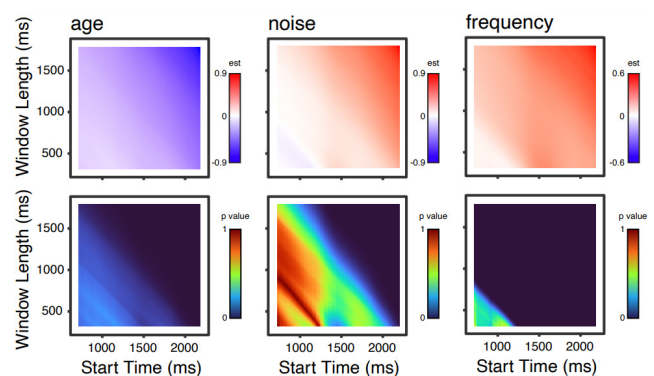 age
noise
frequency
Window Length (ms)
1500
1000
500
est
0.9
0
-0.9
est
0.9
0
-0.9
est
0.6
0
-0.6
Window Length (ms)
1500
1000
500
p value
1
0
p value
1
0
p value
1
0
1000 1500 2000
1000 1500 2000
1000 1500 2000
Start Time (ms)
Start Time (ms)
Start Time (ms)